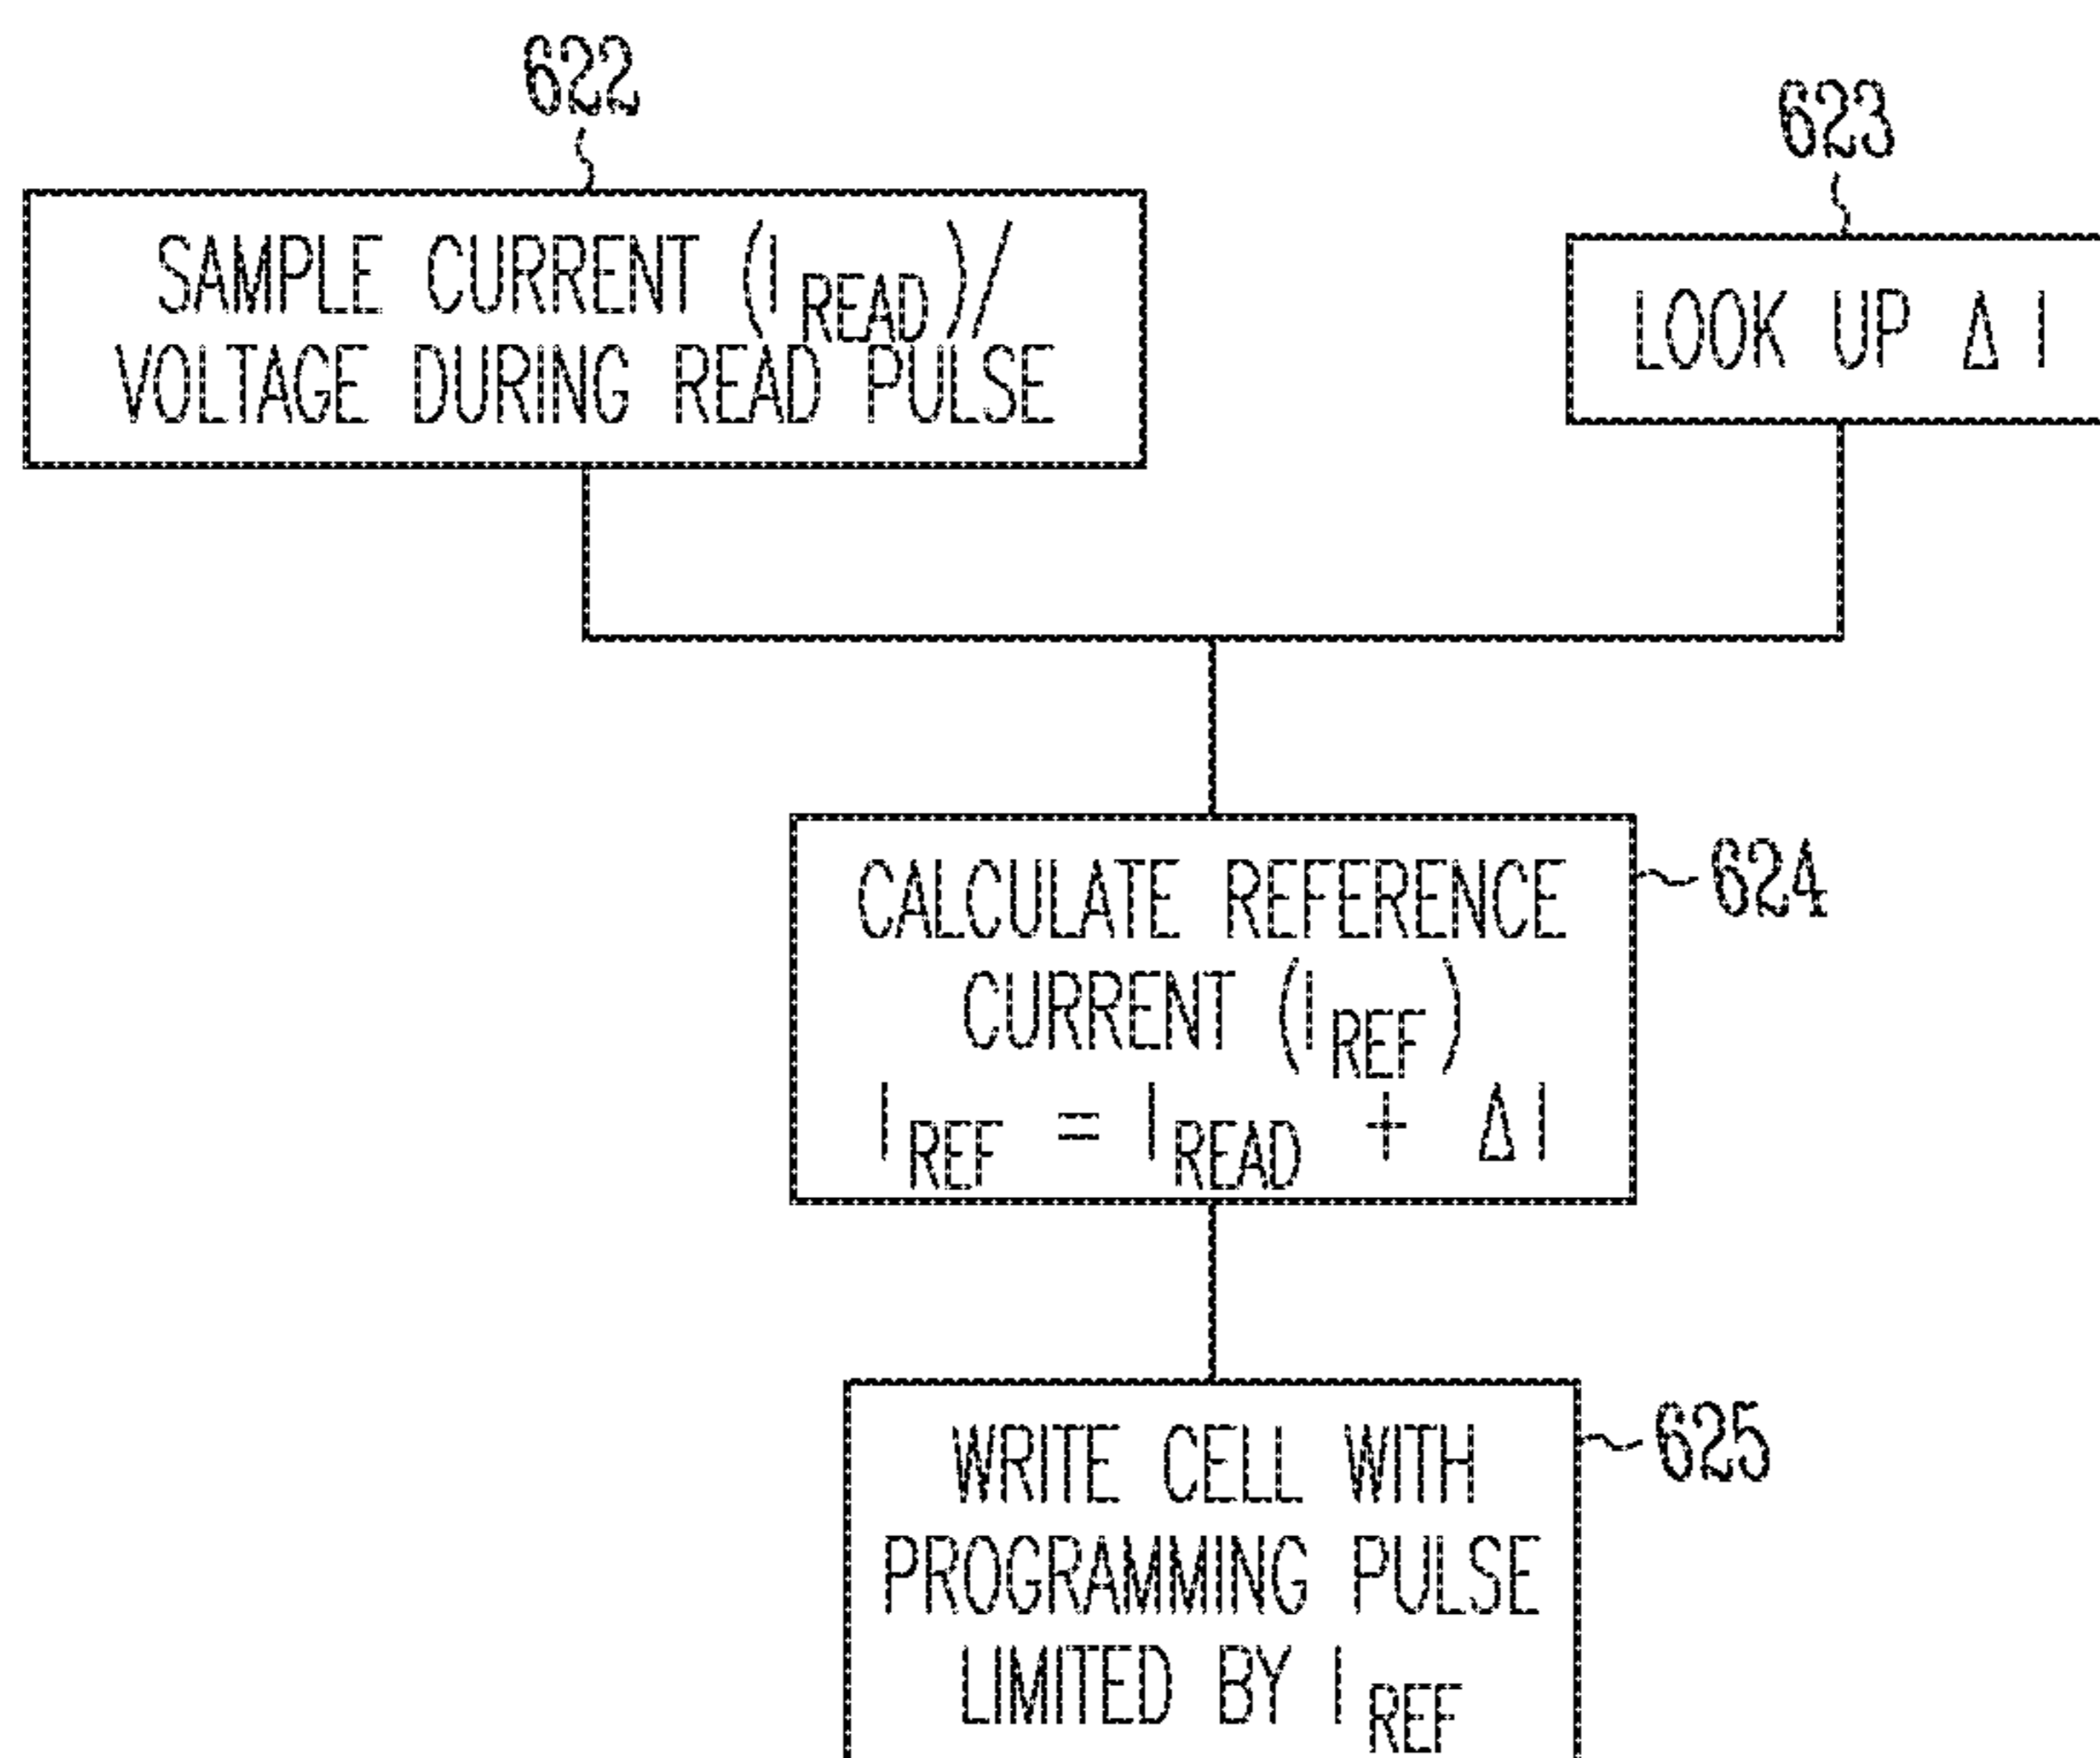 622
SAMPLE CURRENT (I READ)/
VOLTAGE DURING READ PULSE
623
LOOK UP Δ I
CALCULATE REFERENCE
CURRENT (I REF)
I REF = I READ + Δ I
624
WRITE CELL WITH
PROGRAMMING PULSE
LIMITED BY I REF
625